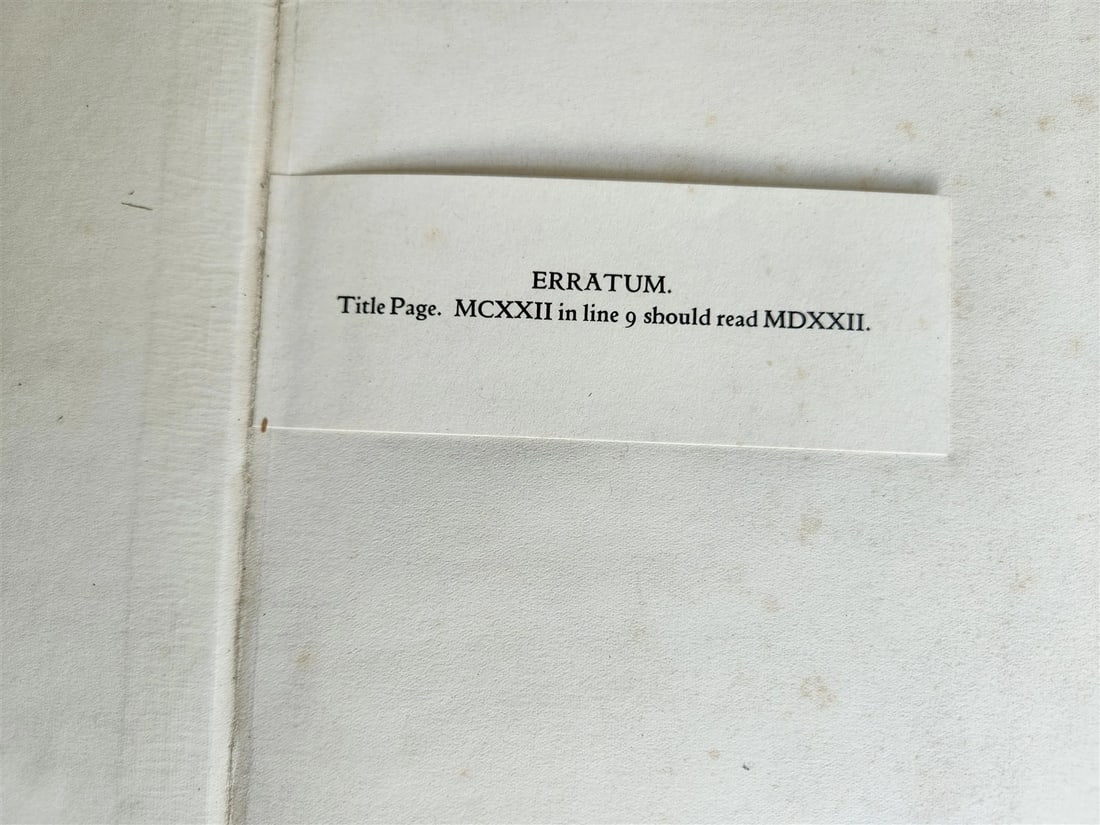 ERRATUM.
Title Page. MCXXII in line 9 should read MDXXII.